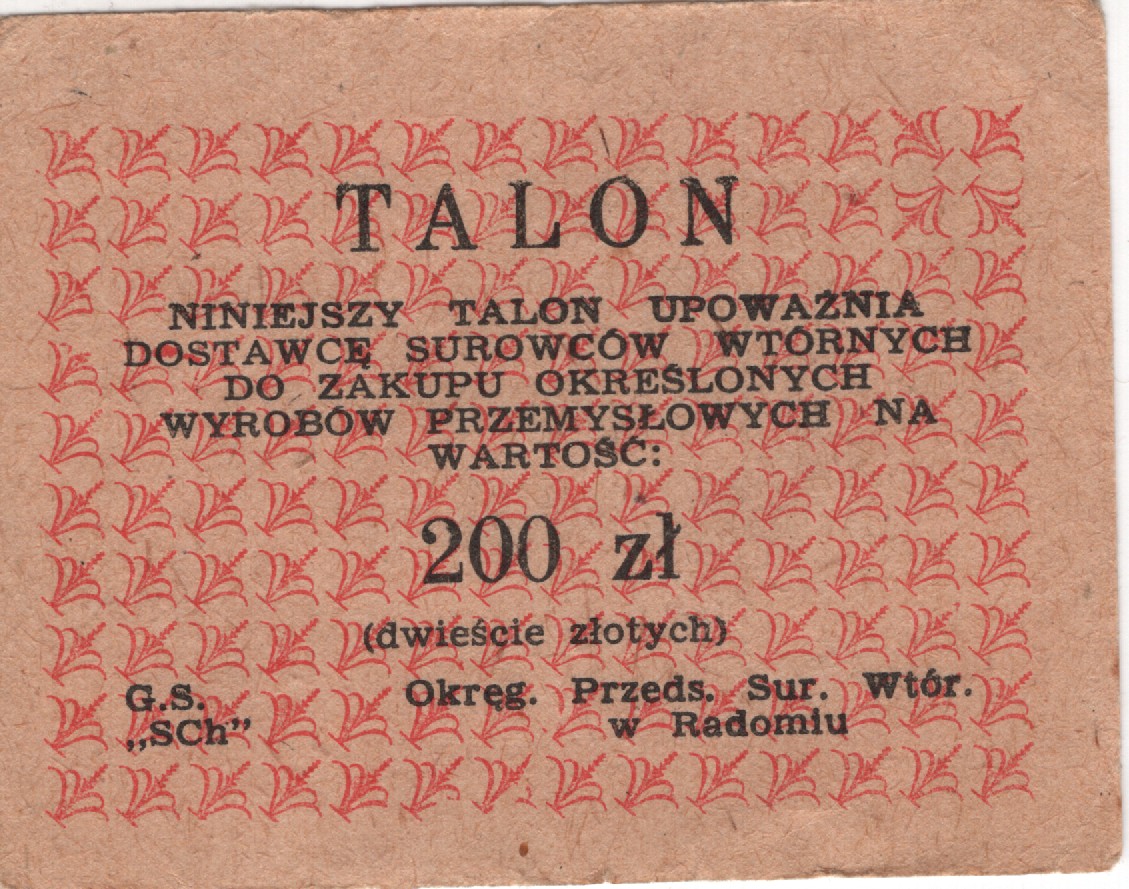 TALON
NINIEJSZY TALON UPOWAŻNIA
DOSTAWCĘ SUROWCÓW WTÓRNYCH
DO ZAKUPU OKREŚLONYCH
WYROBÓW PRZEMYSŁOWYCH NA
WARTOŚĆ:
200 zł
(dwieście złotych)
G.S. Okręg. Przeds. Sur. Wtór.
„SCh” w Radomiu